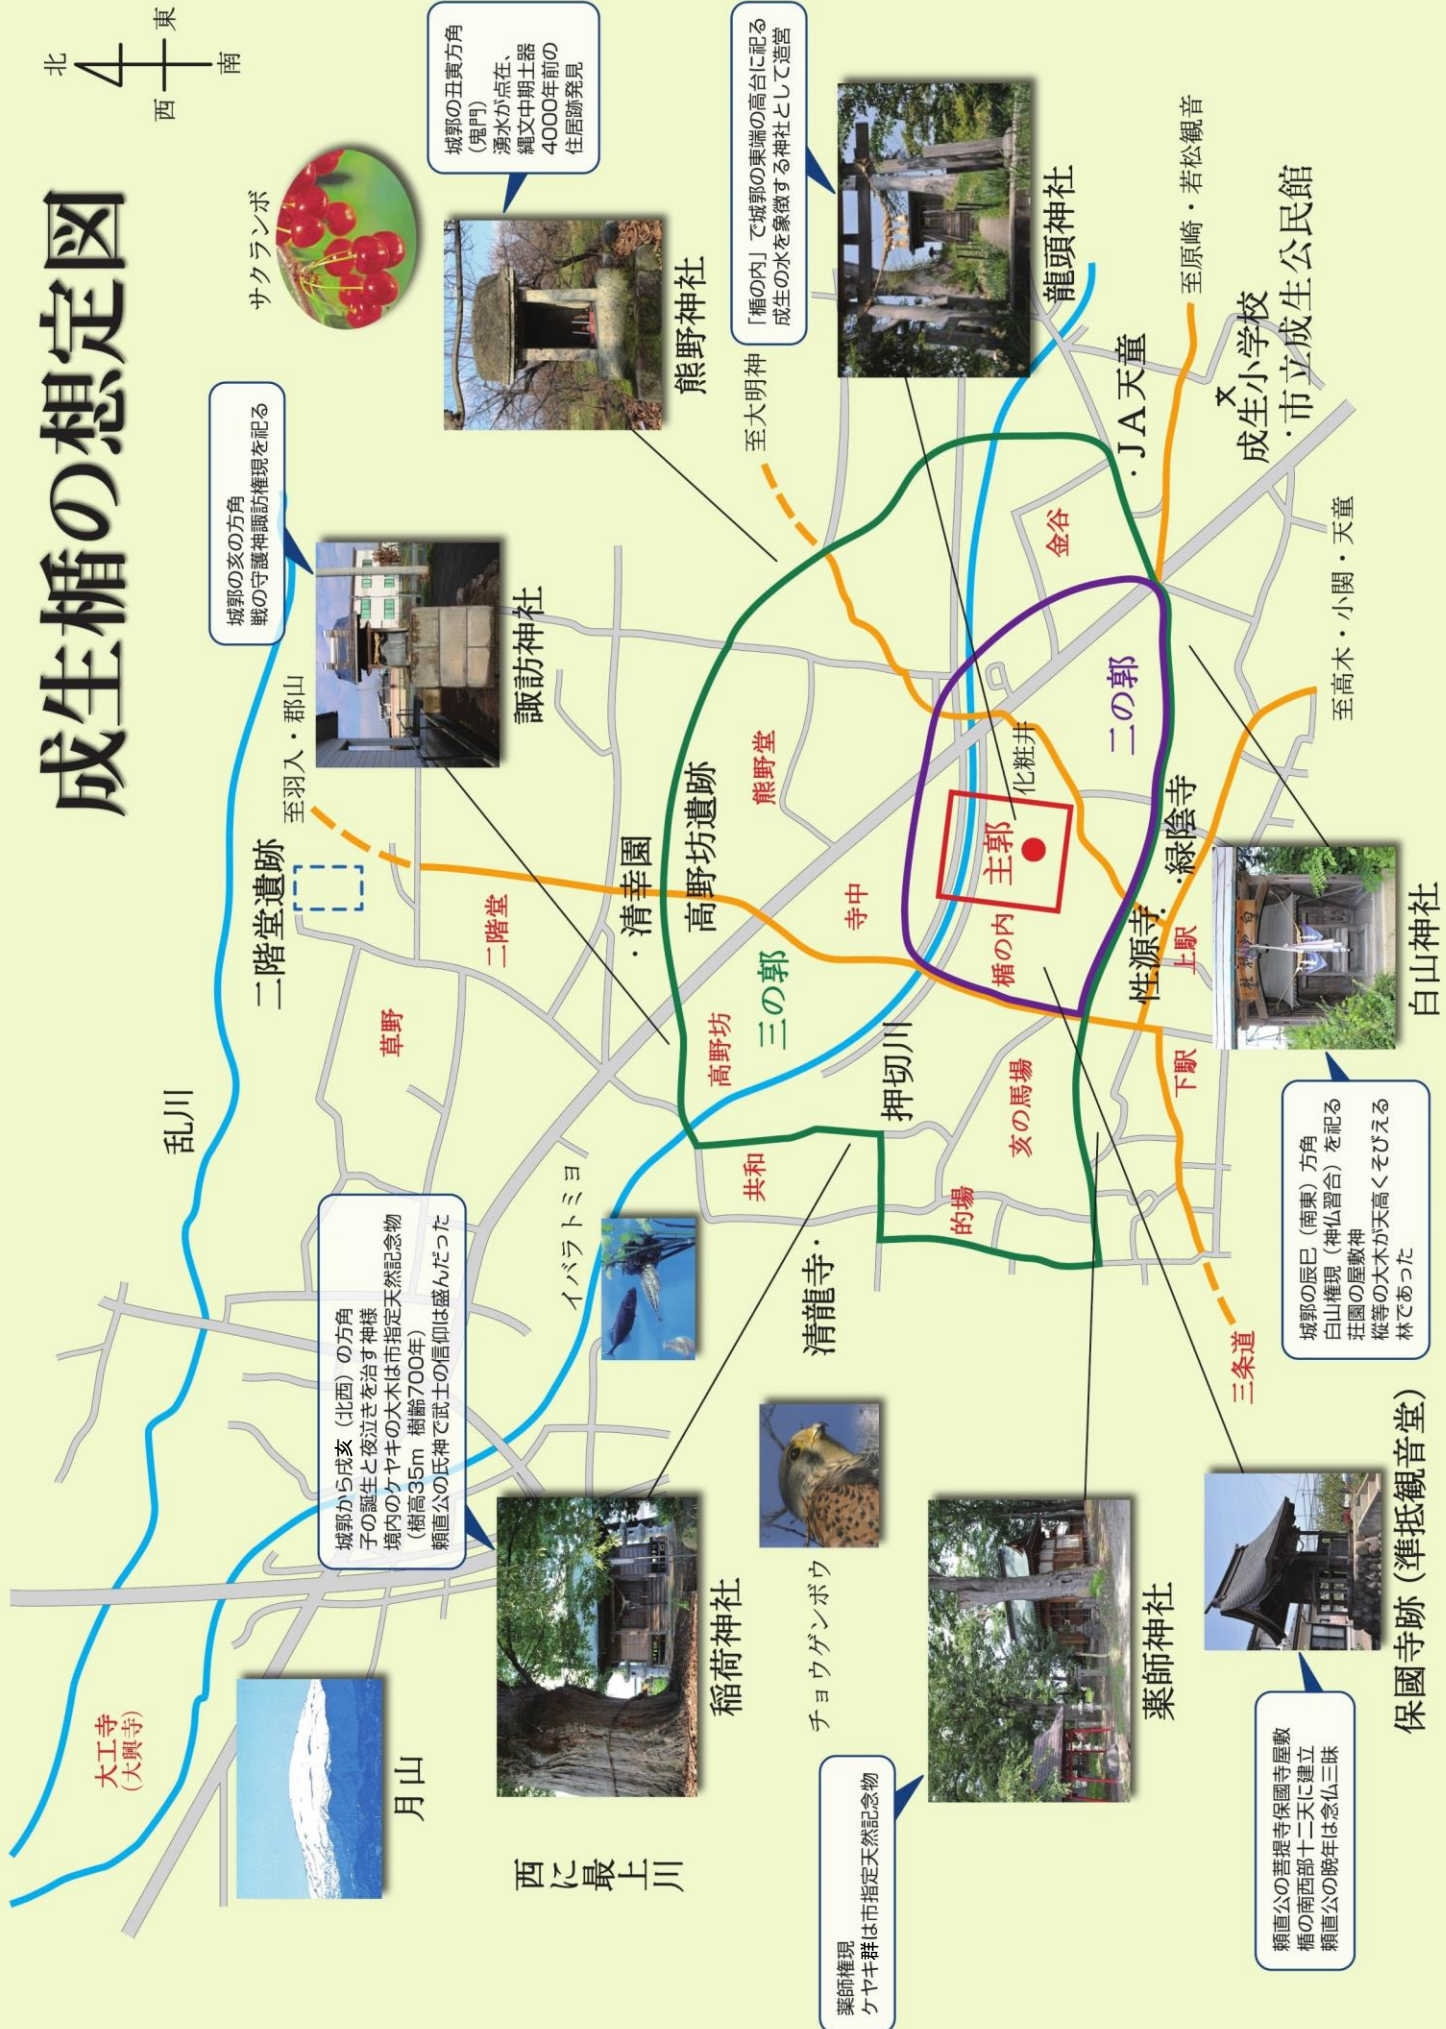 成生楯の想定図
北
西
東
南
サクランボ
城郭の丑寅方角
(鬼門)
湧水が点在、
縄文中期土器
4000年前の
住居跡発見
熊野神社
「楯の内」で城郭の東端の高台に祀る
成生の水を象徴する神社として造営
龍頭神社
城郭の亥の方角
戦の守護神諏訪権現を祀る
諏訪神社
至羽入・郡山
二階堂遺跡
乱川
至大明神
至原崎・若松観音
・JA天童
文
成生小学校
・市立成生公民館
至高木・小関・天童
金谷
二の郭
化粧井
主郭
楯の内
熊野堂
高野坊遺跡
・清幸園
寺中
三の郭
高野坊
二階堂
草野
押切川
亥の馬場
的場
共和
清龍寺・
性源寺・
・緑陰寺
上駅
下駅
三条道
白山神社
城郭の辰巳（南東）方角
白山権現（神仏習合）を祀る
荘園の屋敷神
樅等の大木が天高くそびえる
林であった
イバラトミヨ
城郭から戌亥（北西）の方角
子の誕生と夜泣きを治す神様
境内のケヤキの大木は市指定天然記念物
（樹高35m 樹齢700年）
頼直公の氏神で武士の信仰は盛んだった
稲荷神社
チョウゲンボウ
大工寺
(大興寺)
月山
西に最上川
薬師権現
ケヤキ群は市指定天然記念物
薬師神社
保國寺跡(準抵観音堂)
頼直公の菩提寺保國寺屋敷
楯の南西部十二天に建立
頼直公の晩年は念仏三昧
白山神社